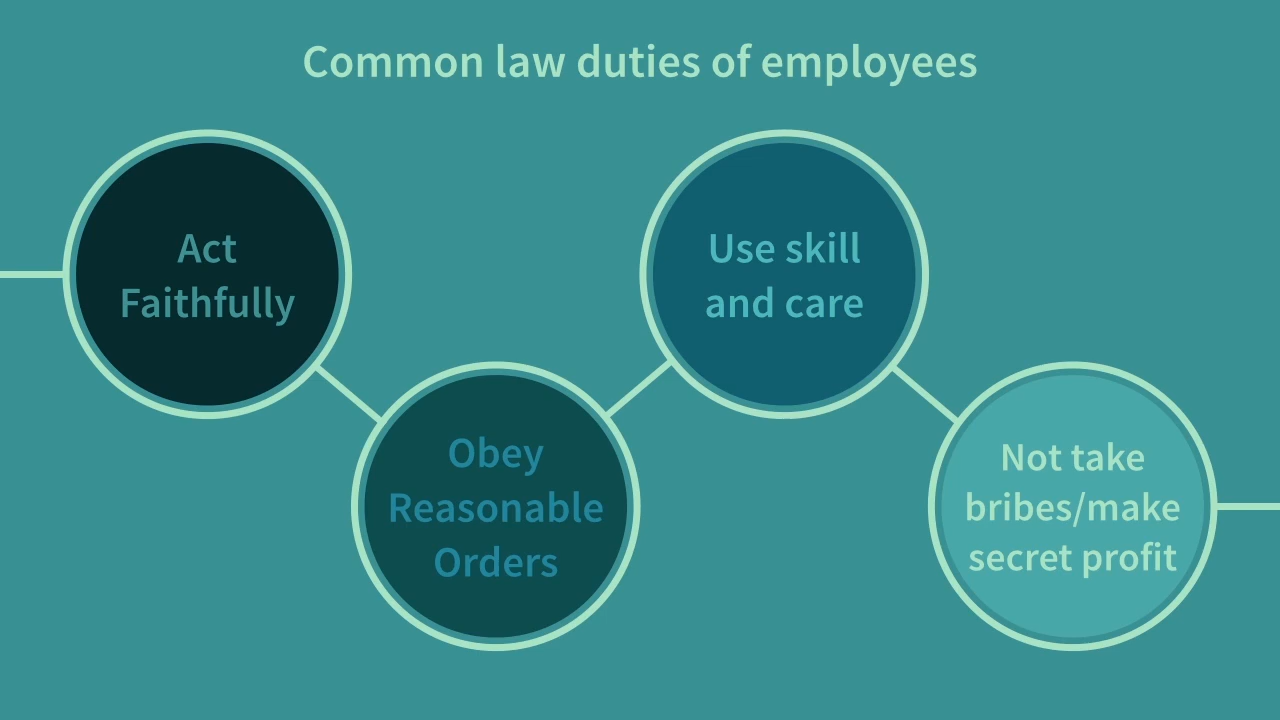 Common law duties of employees
Act
Faithfully
Obey
Reasonable
Orders
Use skill
and care
Not take
bribes/make
secret profit